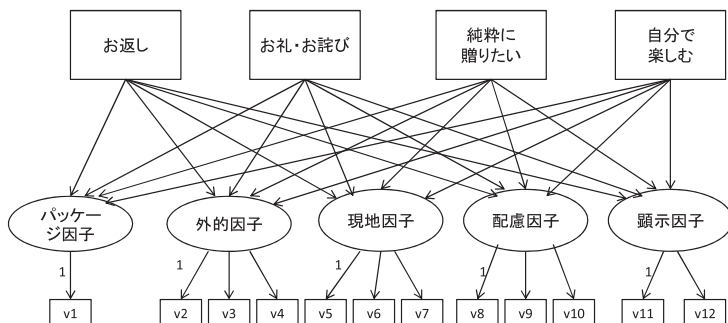 お返し
お礼・お詫び
純粋に
贈りたい
自分で
楽しむ
パッケー
ジ因子
外的因子
現地因子
配慮因子
顕示因子
1
1
1
1
1
v1
v2
v3
v4
v5
v6
v7
v8
v9
v10
v11
v12